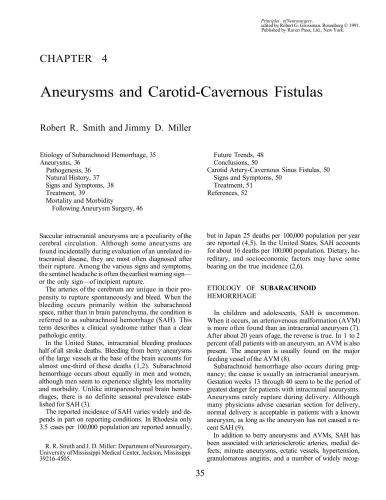 Principles of Neurosurgery,
edited by Robert G. Grossman. Rosenberg © 1991.
Published by Raven Press, Ltd., New York.
CHAPTER 4
Aneurysms and Carotid-Cavernous Fistulas
Robert R. Smith and Jimmy D. Miller
Etiology of Subarachnoid Hemorrhage, 35
Aneurysms, 36
Pathogenesis, 36
Natural History, 37
Signs and Symptoms, 38
Treatment, 39
Mortality and Morbidity
Following Aneurysm Surgery, 46
Future Trends, 48
Conclusions, 50
Carotid Artery-Cavernous Sinus Fistulas, 50
Signs and Symptoms, 50
Treatment, 51
References, 52
Saccular intracranial aneurysms are a peculiarity of the
cerebral circulation. Although some aneurysms are
found incidentally during evaluation of an unrelated in-
tracranial disease, they are most often diagnosed after
their rupture. Among the various signs and symptoms,
the sentinel headache is often the earliest warning sign—
or the only sign—of incipient rupture.
The arteries of the cerebrum are unique in their pro-
pensity to rupture spontaneously and bleed. When the
bleeding occurs primarily within the subarachnoid
space, rather than in brain parenchyma, the condition is
referred to as subarachnoid hemorrhage (SAH). This
term describes a clinical syndrome rather than a clear
pathologic entity.
In the United States, intracranial bleeding produces
half of all stroke deaths. Bleeding from berry aneurysms
of the large vessels at the base of the brain accounts for
almost one-third of these deaths (1,2). Subarachnoid
hemorrhage occurs about equally in men and women,
although men seem to experience slightly less mortality
and morbidity. Unlike intraparenchymal brain hemor-
rhages, there is no definite seasonal prevalence estab-
lished for SAH (3).
The reported incidence of SAH varies widely and de-
pends in part on reporting conditions. In Rhodesia only
3.5 cases per 100,000 population are reported annually,
R. R. Smith and J. D. Miller: Department of Neurosurgery,
University of Mississippi Medical Center, Jackson, Mississippi
39216-4505.
but in Japan 25 deaths per 100,000 population per year
are reported (4,5). In the United States, SAH accounts
for about 16 deaths per 100,000 population. Dietary, he-
reditary, and socioeconomic factors may have some
bearing on the true incidence (2,6).
ETIOLOGY OF SUBARACHNOID
HEMORRHAGE
In children and adolescents, SAH is uncommon.
When it occurs, an arteriovenous malformation (AVM)
is more often found than an intracranial aneurysm (7).
After about 20 years of age, the reverse is true. In 1 to 2
percent of all patients with an aneurysm, an AVM is also
present. The aneurysm is usually found on the major
feeding vessel of the AVM (8).
Subarachnoid hemorrhage also occurs during preg-
nancy; the cause is usually an intracranial aneurysm.
Gestation weeks 13 through 40 seem to be the period of
greatest danger for patients with intracranial aneurysms.
Aneurysms rarely rupture during delivery. Although
many physicians advise caesarian section for delivery,
normal delivery is acceptable in patients with a known
aneurysm, as long as the aneurysm has not caused a re-
cent SAH (9).
In addition to berry aneurysms and AVMs, SAH has
been associated with arteriosclerotic arteries, medial de-
fects; minute aneurysms, ectatic vessels, hypertension,
granulomatous angitis, and a number of widely recog-
35